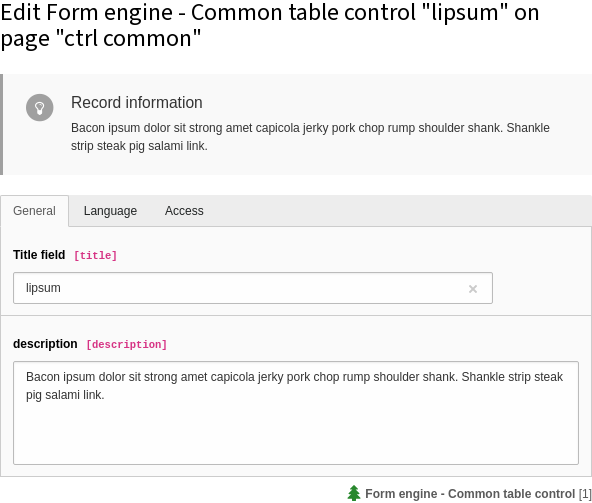 Edit Form engine - Common table control "lipsum" on
page "ctrl common"
Record information
Bacon ipsum dolor sit strong amet capicola jerky pork chop rump shoulder shank. Shankle
strip steak pig salami link.
General Language Access
Title field [title]
lipsum
description [description]
Bacon ipsum dolor sit strong amet capicola jerky pork chop rump shoulder shank. Shankle strip steak
pig salami link.
Form engine - Common table control [1]